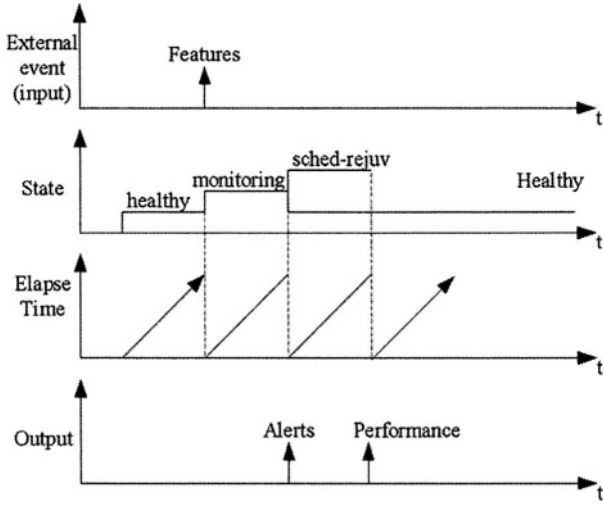 External
event
(input)
Features
t
State
healthy
monitoring
sched-rejuv
Healthy
t
Elapse
Time
t
Output
Alerts
Performance
t